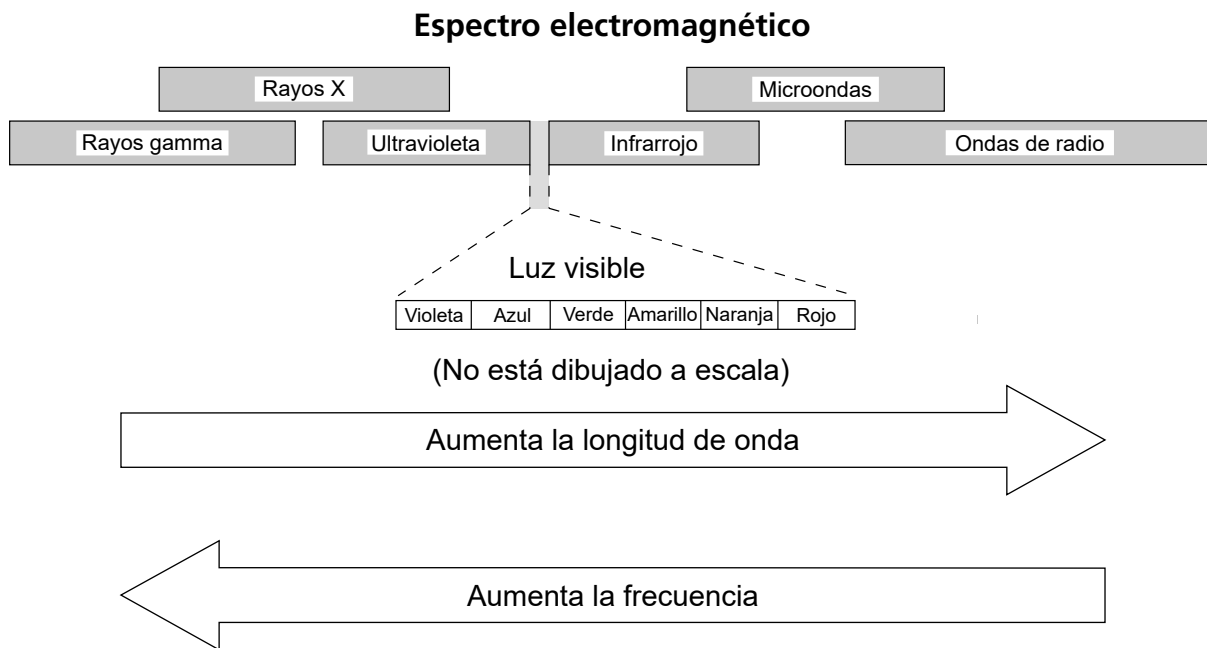 Espectro electromagnético
Rayos X
Microondas
Rayos gamma
Ultravioleta
Infrarrojo
Ondas de radio
Luz visible
Violeta Azul Verde Amarillo Naranja Rojo
(No está dibujado a escala)
Aumenta la longitud de onda
Aumenta la frecuencia